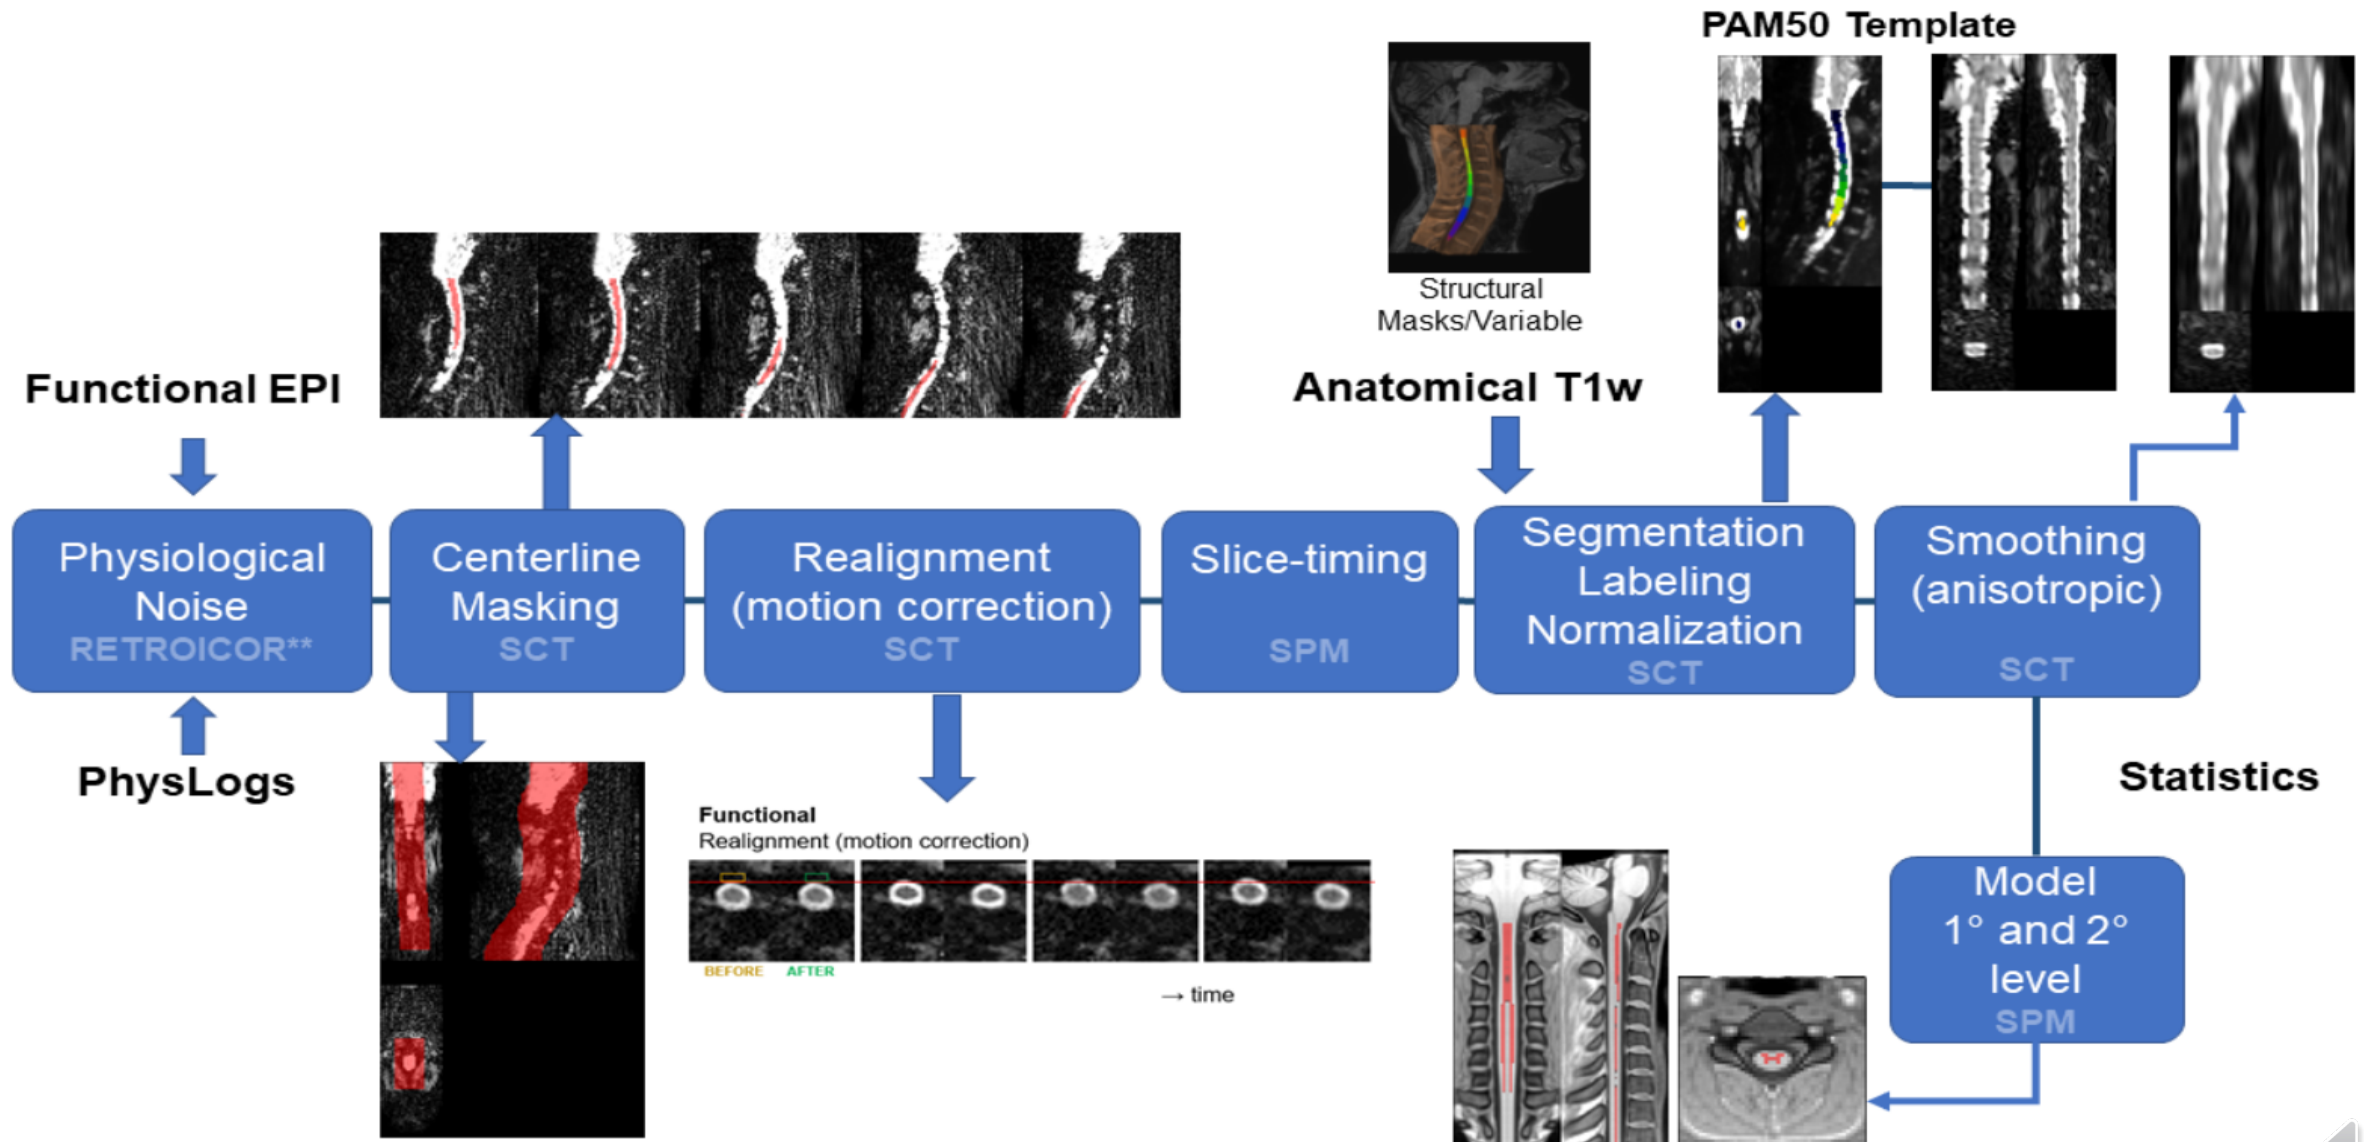 PAM50 Template
Structural
Masks/Variable
Functional EPI
Anatomical T1w
Physiological
Noise
RETROICOR**
Centerline
Masking
SCT
Realignment
(motion correction)
SCT
Slice-timing
SPM
Segmentation
Labeling
Normalization
SCT
Smoothing
(anisotropic)
SCT
PhysLogs
Statistics
Functional
Realignment (motion correction)
BEFORE AFTER
→ time
Model
1° and 2°
level
SPM